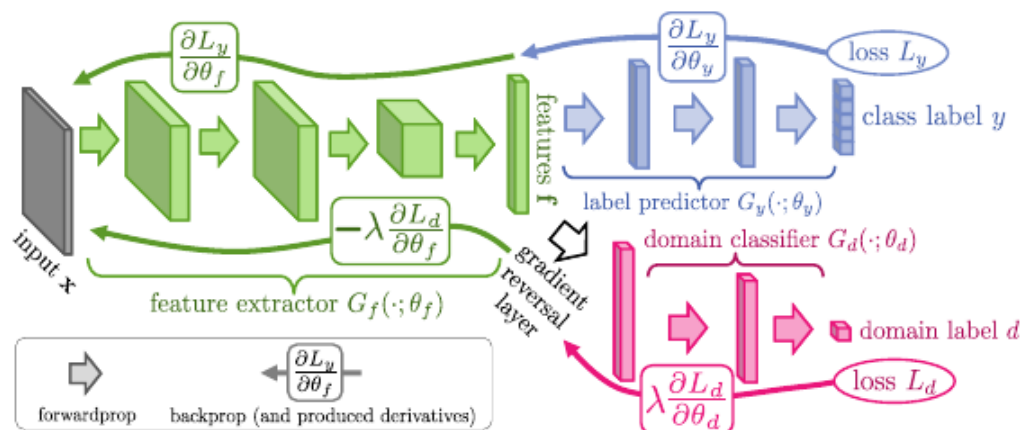 ∂L_y/∂θ_f
∂L_y/∂θ_y
loss L_y
features f
class label y
label predictor G_y(·; θ_y)
input x
−λ ∂L_d/∂θ_f
feature extractor G_f(·; θ_f)
gradient
reversal
layer
domain classifier G_d(·; θ_d)
domain label d
λ ∂L_d/∂θ_d
loss L_d
∂L_y/∂θ_f
forwardprop
backprop (and produced derivatives)